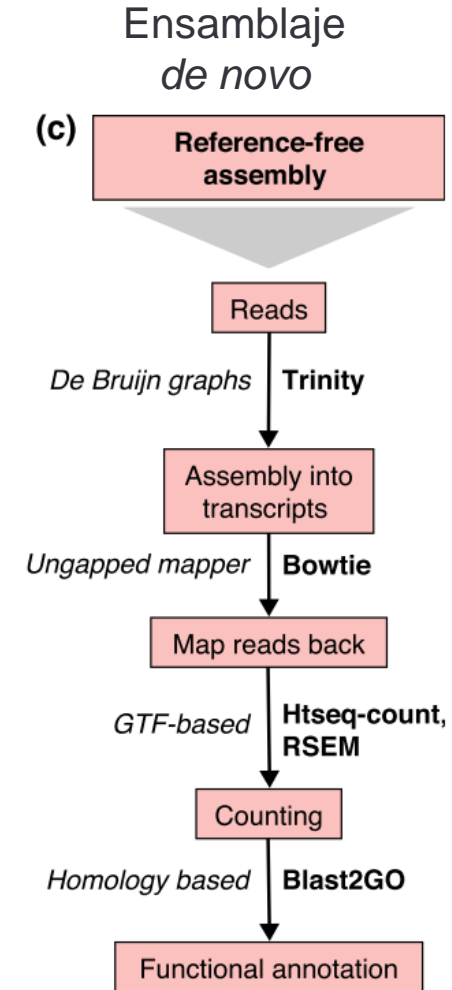 Ensamblaje
de novo
(c)
Reference-free
assembly
Reads
De Bruijn graphs Trinity
Assembly into
transcripts
Ungapped mapper Bowtie
Map reads back
GTF-based Htseq-count,
RSEM
Counting
Homology based Blast2GO
Functional annotation